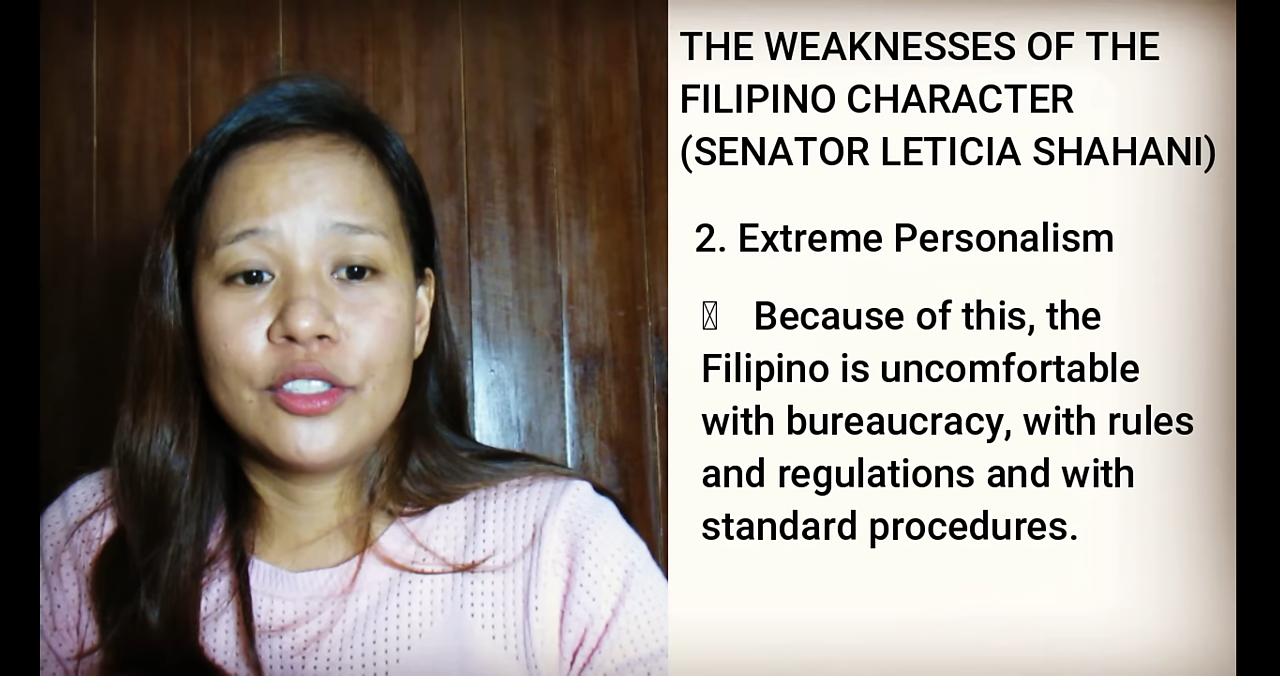 THE WEAKNESSES OF THE
FILIPINO CHARACTER
(SENATOR LETICIA SHAHANI)
2. Extreme Personalism
Because of this, the
Filipino is uncomfortable
with bureaucracy, with rules
and regulations and with
standard procedures.